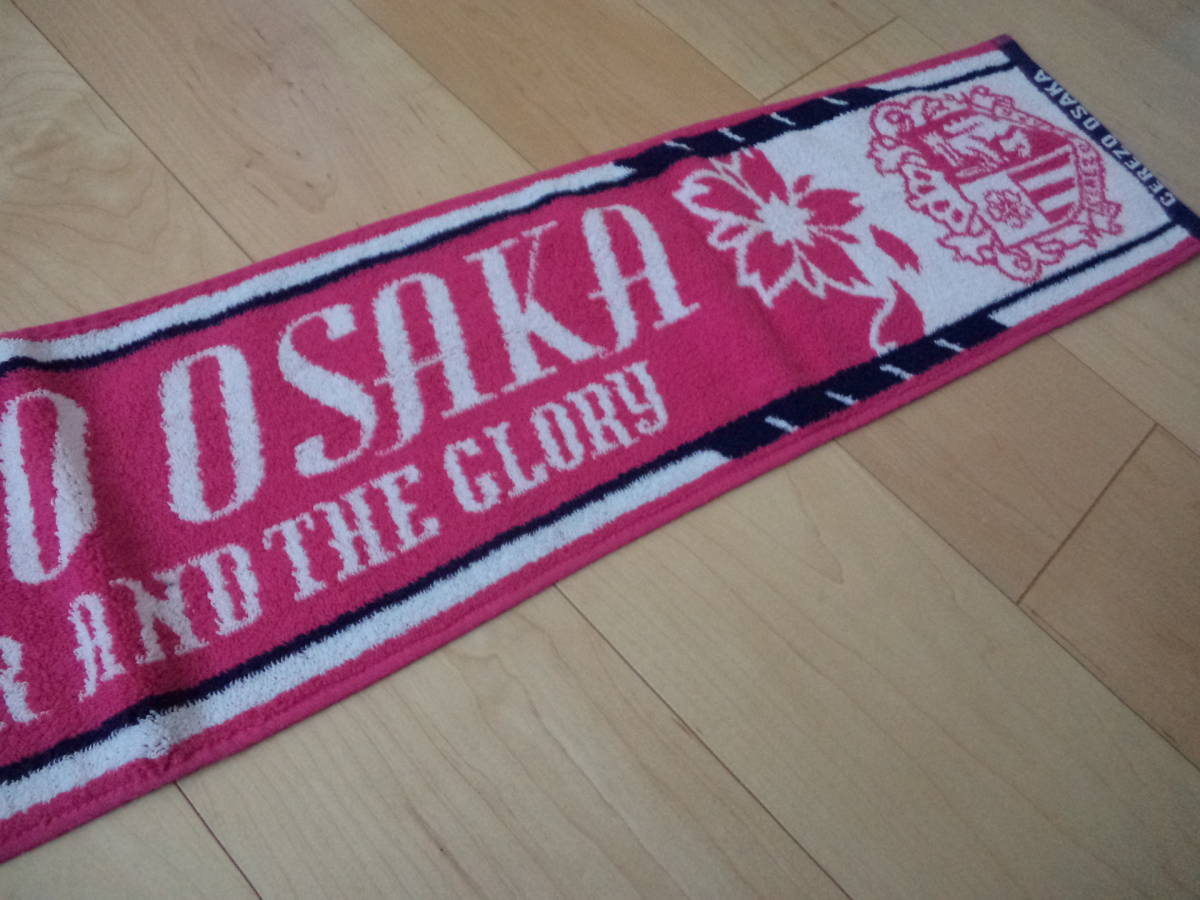 O OSAKA
R AND THE GLORY
CEREZO OSAKA